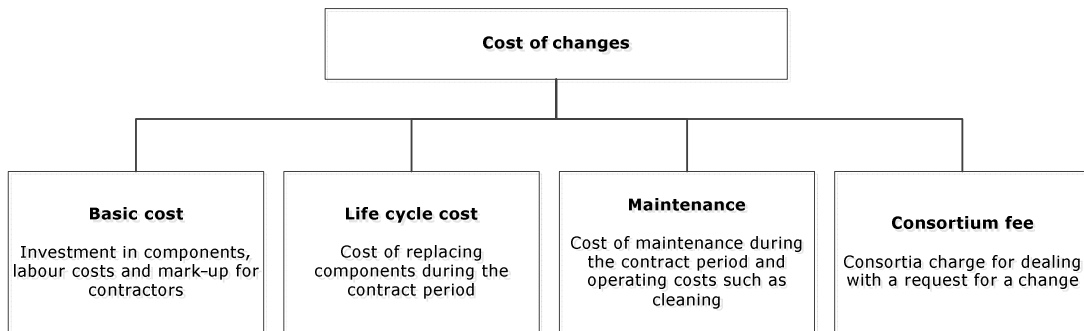 Cost of changes
Basic cost
Investment in components,
labour costs and mark-up for
contractors
Life cycle cost
Cost of replacing
components during the
contract period
Maintenance
Cost of maintenance during
the contract period and
operating costs such as
cleaning
Consortium fee
Consortia charge for dealing
with a request for a change